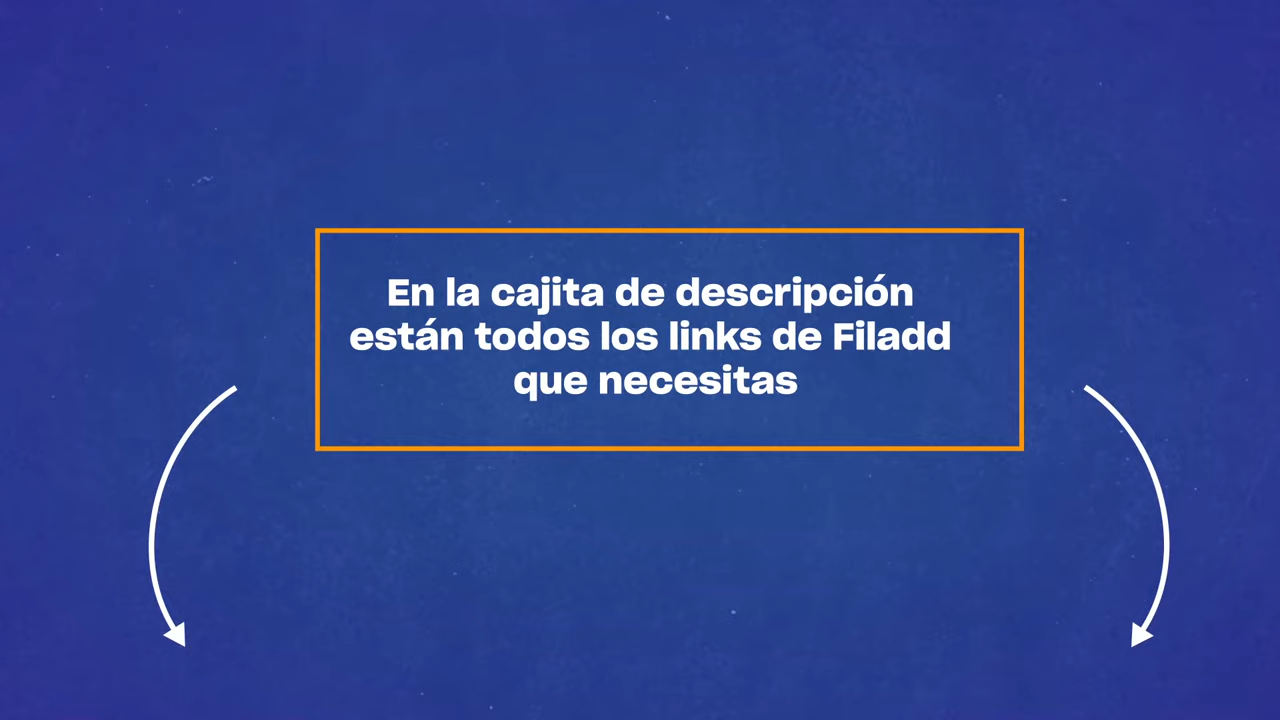 En la cajita de descripción
están todos los links de Filadd
que necesitas